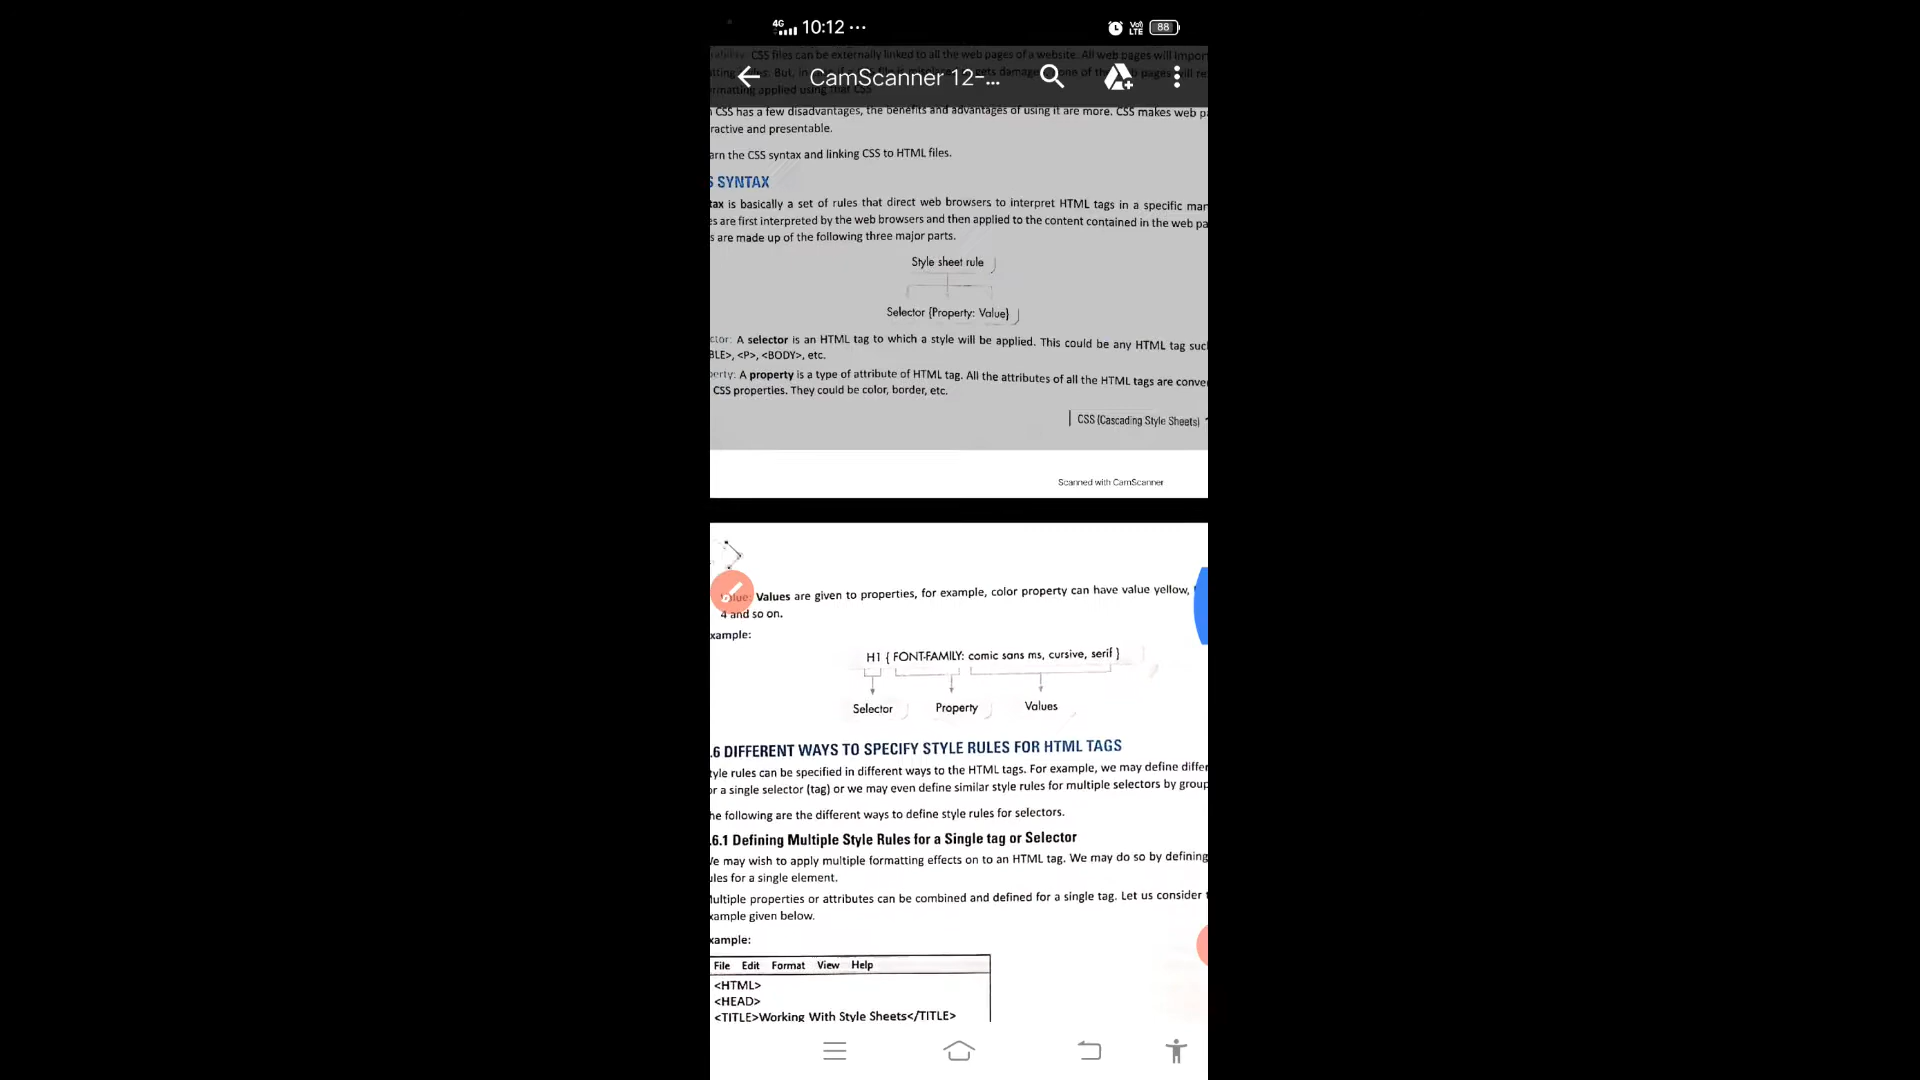 4G 10:12 ... Vo) LTE 88
CSS files can be externally linked to all the web pages of a website. All web pages will impor
CamScanner 12-...
CSS has a few disadvantages, the benefits and advantages of using it are more. CSS makes web p
ractive and presentable.
arn the CSS syntax and linking CSS to HTML files.
S SYNTAX
tax is basically a set of rules that direct web browsers to interpret HTML tags in a specific man
es are first interpreted by the web browsers and then applied to the content contained in the web pa
s are made up of the following three major parts.
Style sheet rule
Selector {Property: Value}
ctor: A selector is an HTML tag to which a style will be applied. This could be any HTML tag suc
BLE>, <P>, <BODY>, etc.
perty: A property is a type of attribute of HTML tag. All the attributes of all the HTML tags are conve
CSS properties. They could be color, border, etc.
CSS (Cascading Style Sheets)
Scanned with CamScanner
Values are given to properties, for example, color property can have value yellow,
4 and so on.
xample:
H1 { FONT-FAMILY: comic sans ms, cursive, serif }
Selector Property Values
.6 DIFFERENT WAYS TO SPECIFY STYLE RULES FOR HTML TAGS
tyle rules can be specified in different ways to the HTML tags. For example, we may define differ
or a single selector (tag) or we may even define similar style rules for multiple selectors by group
he following are the different ways to define style rules for selectors.
.6.1 Defining Multiple Style Rules for a Single tag or Selector
e may wish to apply multiple formatting effects on to an HTML tag. We may do so by defining
ules for a single element.
ultiple properties or attributes can be combined and defined for a single tag. Let us consider t
xample given below.
xample:
File Edit Format View Help
<HTML>
<HEAD>
<TITLE>Working With Style Sheets</TITLE>